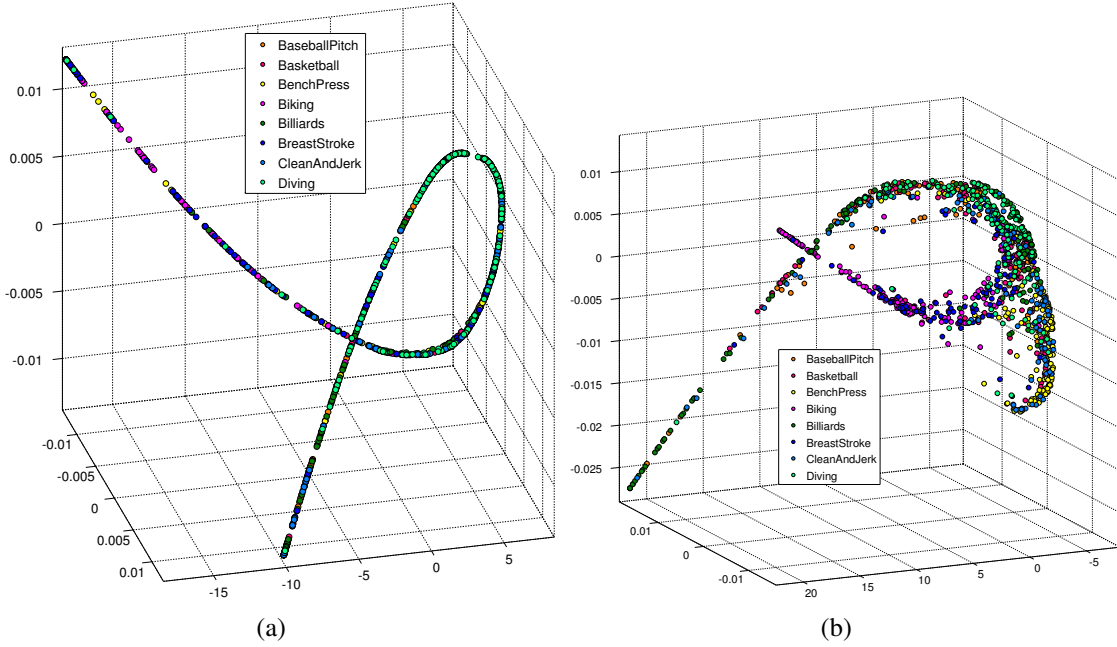 0.01
0.005
0
-0.005
-0.01
-0.01
-0.005
0
0.005
0.01
-15
-10
-5
0
5
BaseballPitch
Basketball
BenchPress
Biking
Billiards
BreastStroke
CleanAndJerk
Diving
(a)
0.01
0.005
0
-0.005
-0.01
-0.015
-0.02
-0.025
0.01
0
-0.01
20
15
10
5
0
-5
BaseballPitch
Basketball
BenchPress
Biking
Billiards
BreastStroke
CleanAndJerk
Diving
(b)